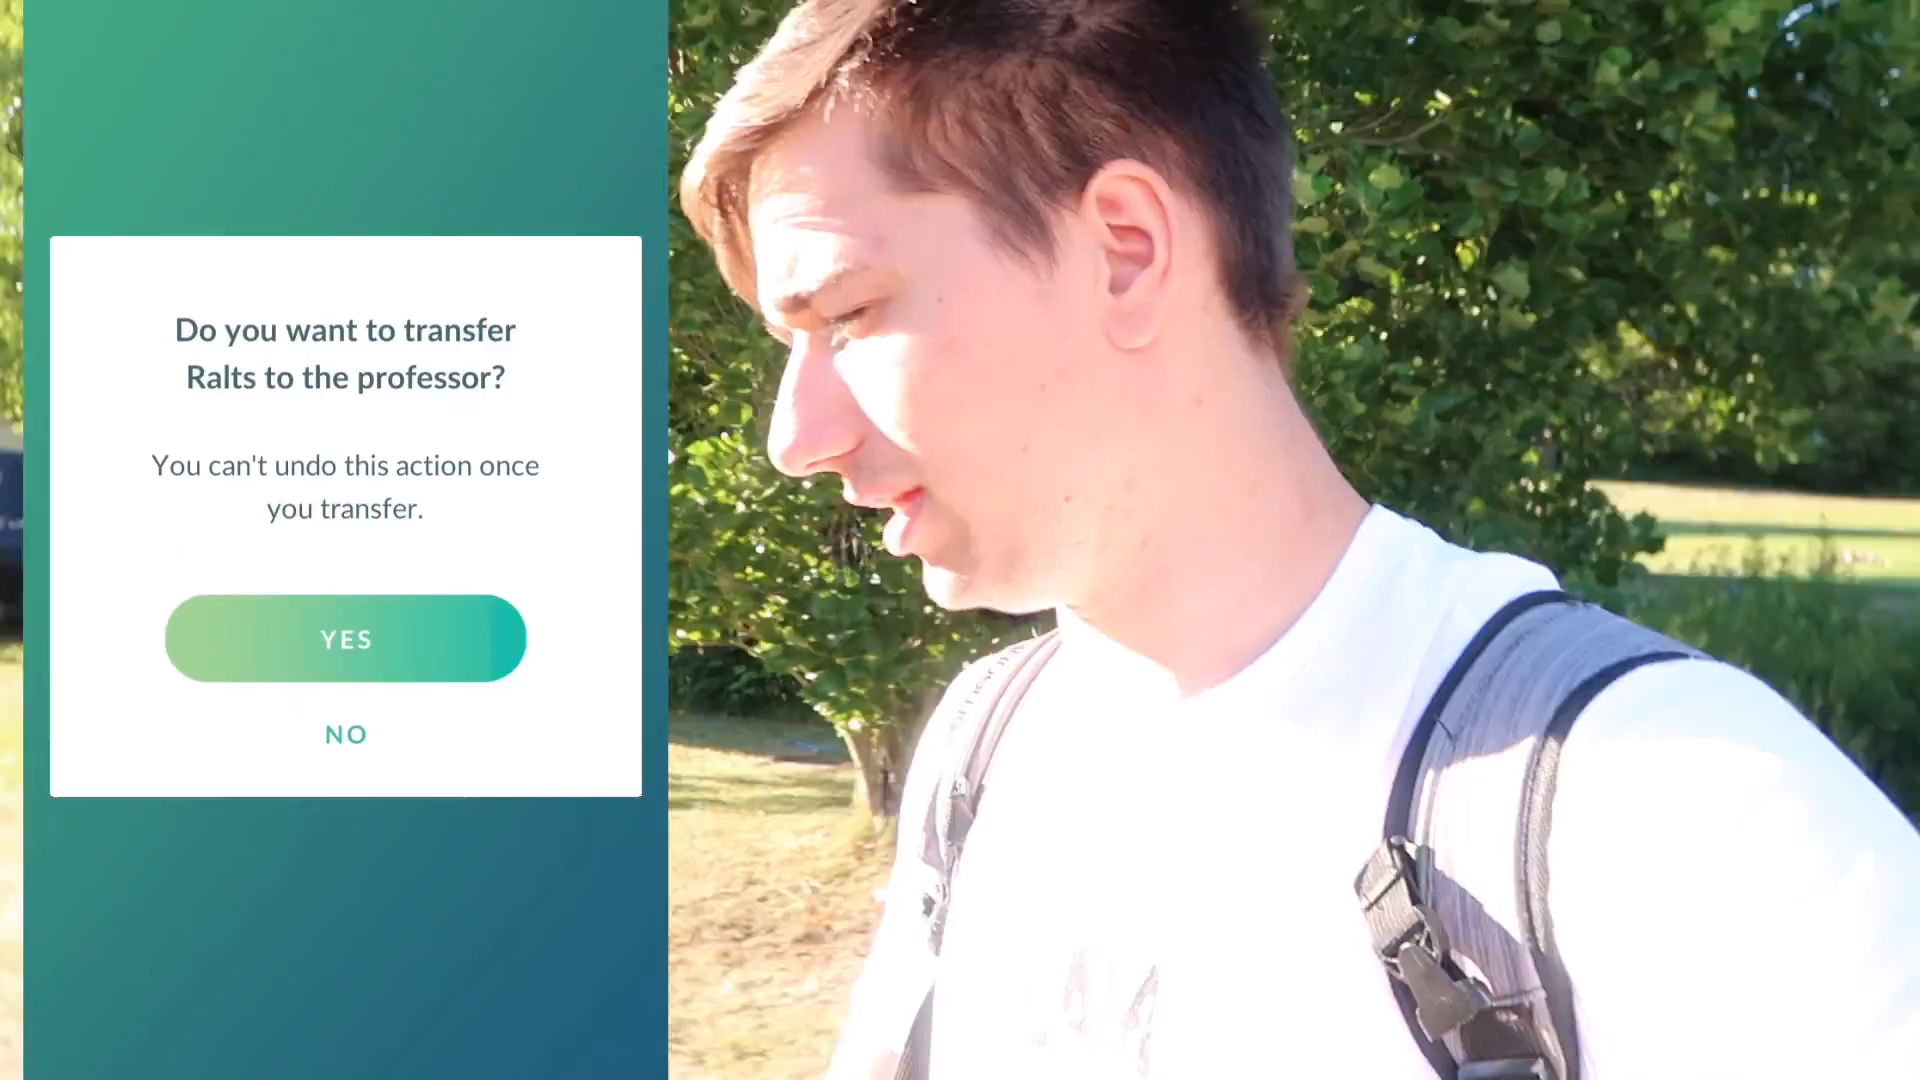 Do you want to transfer
Ralts to the professor?
You can't undo this action once
you transfer.
YES
NO